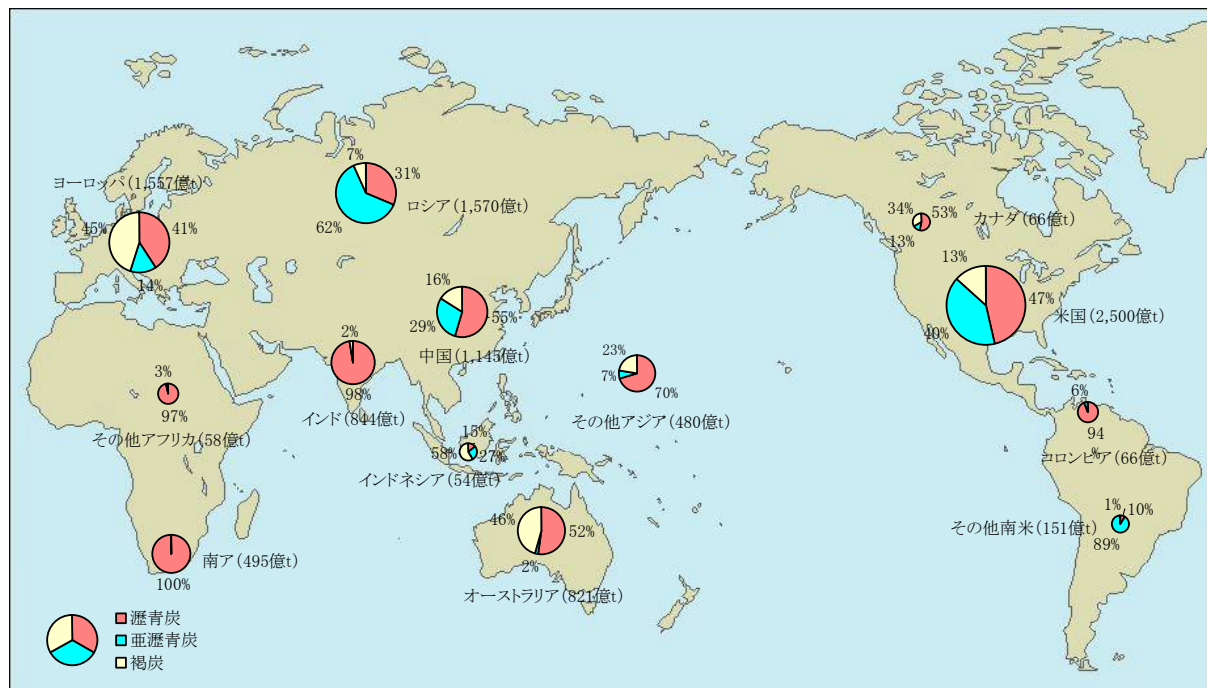 7%
31%
62%
ロシア(1,570億t)
ヨーロッパ(1,557億t)
45%
41%
14%
34%
53%
13%
カナダ(66億t)
13%
47%
40%
米国(2,500億t)
16%
55%
29%
中国(1,145億t)
2%
98%
インド(844億t)
23%
7%
70%
その他アジア(480億t)
3%
97%
その他アフリカ(58億t)
15%
58%
27%
インドネシア(54億t)
6%
94
%
コロンビア(66億t)
46%
52%
2%
オーストラリア(821億t)
1%
10%
89%
その他南米(151億t)
南ア(495億t)
100%
瀝青炭
亜瀝青炭
褐炭